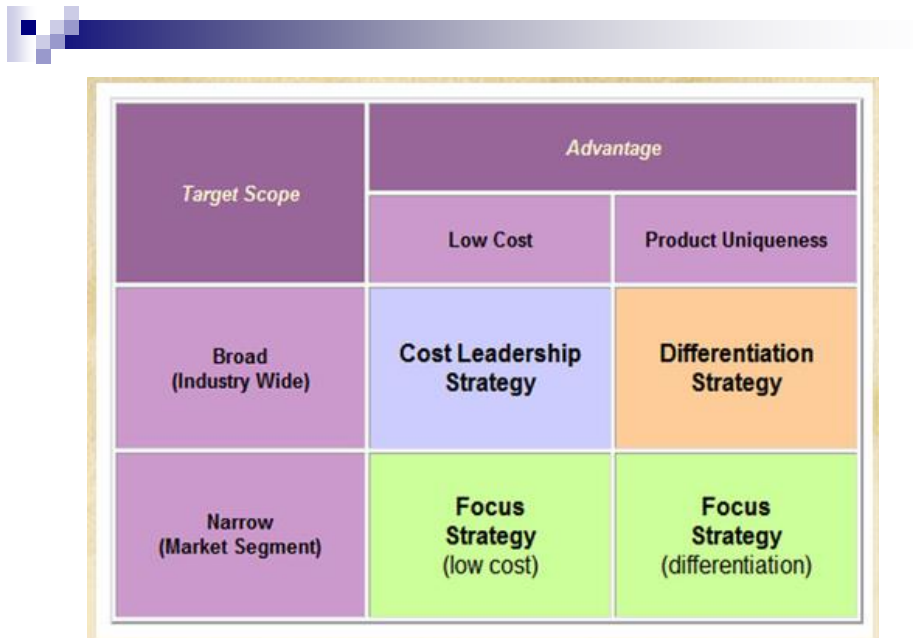 Target Scope
Advantage
Low Cost
Product Uniqueness
Broad
(Industry Wide)
Cost Leadership
Strategy
Differentiation
Strategy
Narrow
(Market Segment)
Focus
Strategy
(low cost)
Focus
Strategy
(differentiation)